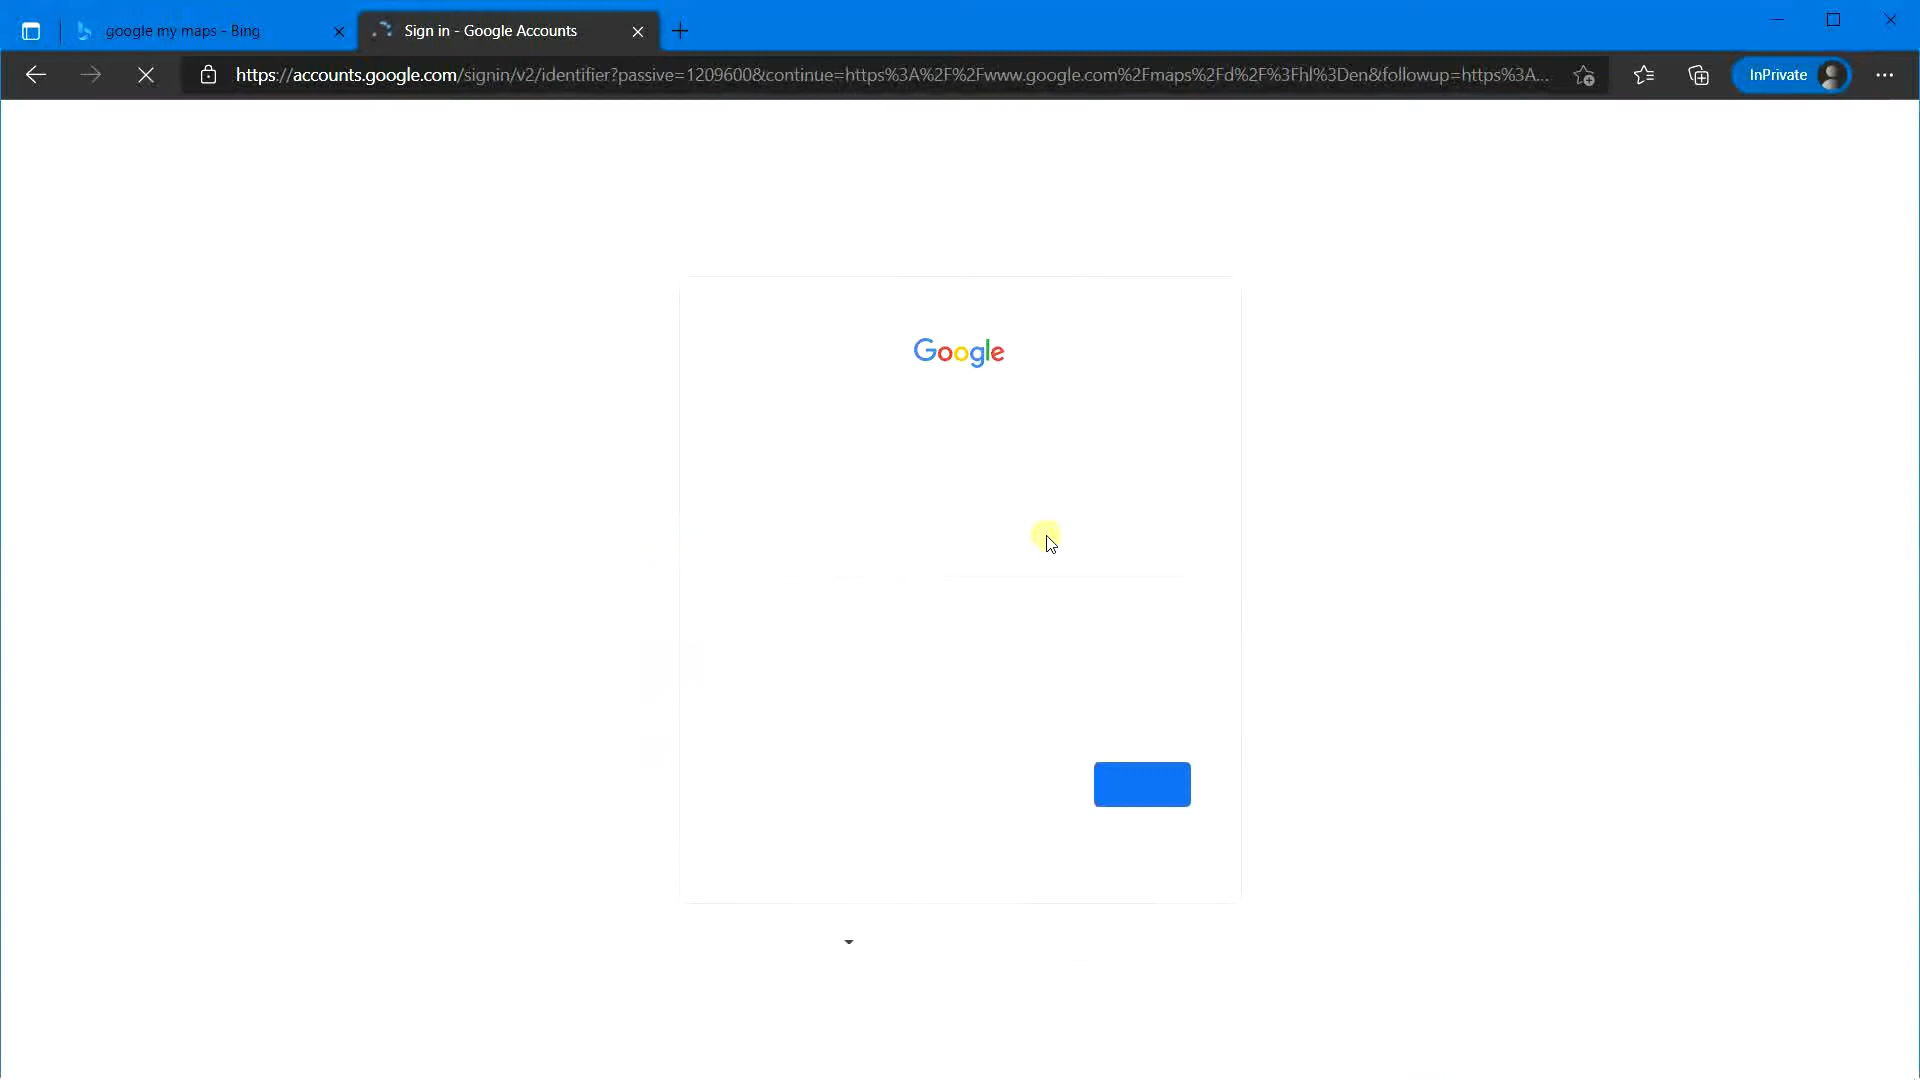 google my maps - Bing
Sign in - Google Accounts
https://accounts.google.com/signin/v2/identifier?passive=1209600&continue=https%3A%2F%2Fwww.google.com%2Fmaps%2Fd%2F%3Fhl%3Den&followup=https%3A...
InPrivate
Google